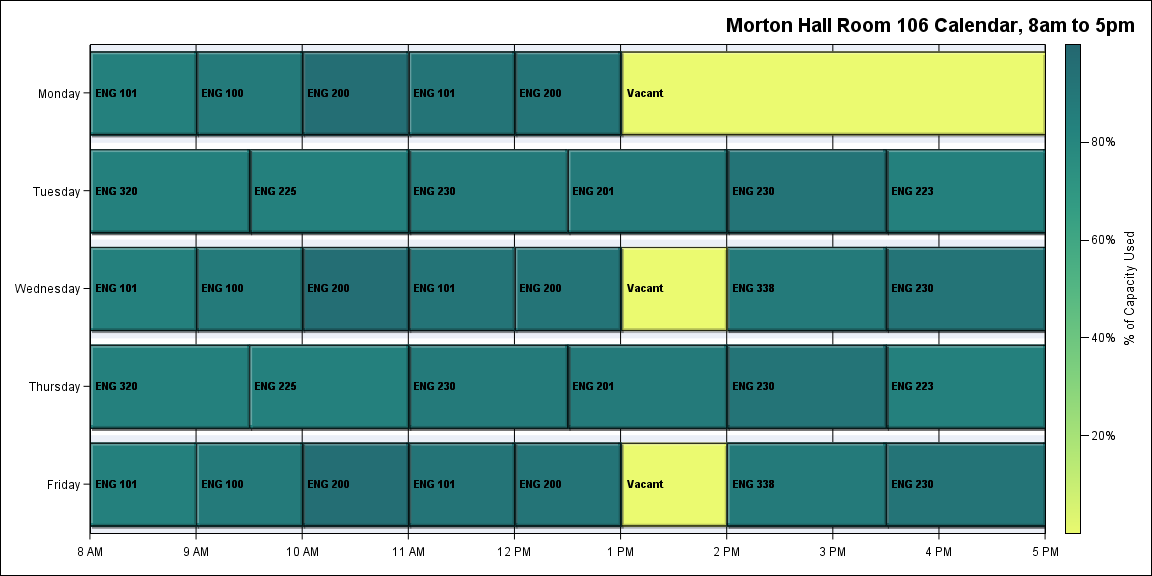 Morton Hall Room 106 Calendar, 8am to 5pm
Monday
ENG 101
ENG 100
ENG 200
ENG 101
ENG 200
Vacant
Tuesday
ENG 320
ENG 225
ENG 230
ENG 201
ENG 230
ENG 223
Wednesday
ENG 101
ENG 100
ENG 200
ENG 101
ENG 200
Vacant
ENG 338
ENG 230
Thursday
ENG 320
ENG 225
ENG 230
ENG 201
ENG 230
ENG 223
Friday
ENG 101
ENG 100
ENG 200
ENG 101
ENG 200
Vacant
ENG 338
ENG 230
8 AM
9 AM
10 AM
11 AM
12 PM
1 PM
2 PM
3 PM
4 PM
5 PM
80%
60%
40%
20%
% of Capacity Used